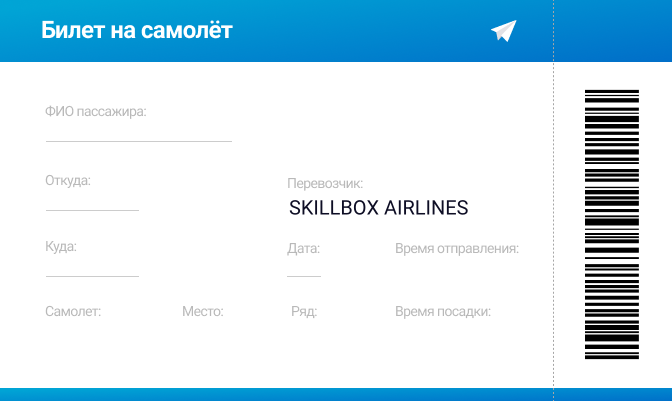 Билет на самолёт
ФИО пассажира:
Откуда:
Перевозчик:
SKILLBOX AIRLINES
Куда:
Дата:
Время отправления:
Самолет:
Место:
Ряд:
Время посадки: